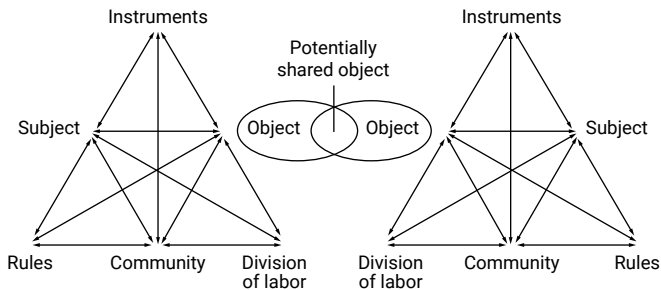 Instruments
Instruments
Potentially
shared object
Subject
Object
Object
Subject
Rules
Community
Division
of labor
Division
of labor
Community
Rules